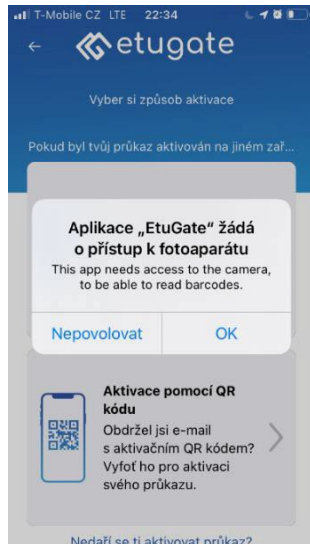 T-Mobile CZ LTE 22:34
etugate
Vyber si způsob aktivace
Pokud byl tvůj průkaz aktivován na jiném zař...
Aplikace „EtuGate“ žádá
o přístup k fotoaparátu
This app needs access to the camera,
to be able to read barcodes.
Nepovolovat OK
Aktivace pomocí QR
kódu
Obdržel jsi e-mail
s aktivačním QR kódem?
Vyfoť ho pro aktivaci
svého průkazu.
Nedaří se ti aktivovat průkaz?